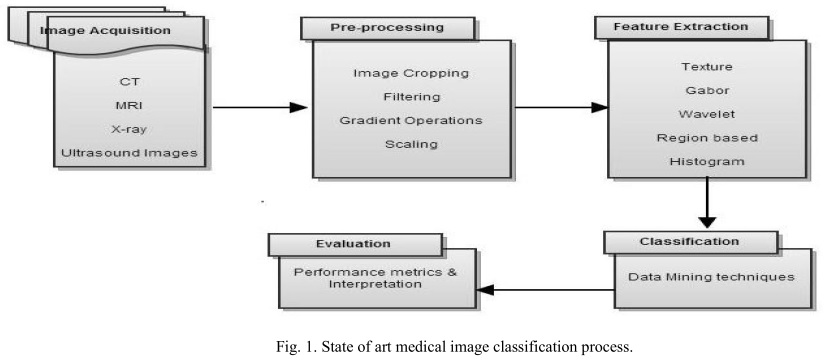 Image Acquisition
CT
MRI
X-ray
Ultrasound Images
Pre-processing
Image Cropping
Filtering
Gradient Operations
Scaling
Feature Extraction
Texture
Gabor
Wavelet
Region based
Histogram
Classification
Data Mining techniques
Evaluation
Performance metrics &
Interpretation
Fig. 1. State of art medical image classification process.